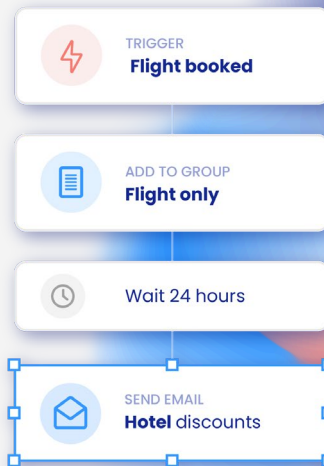 TRIGGER
Flight booked
ADD TO GROUP
Flight only
Wait 24 hours
SEND EMAIL
Hotel discounts